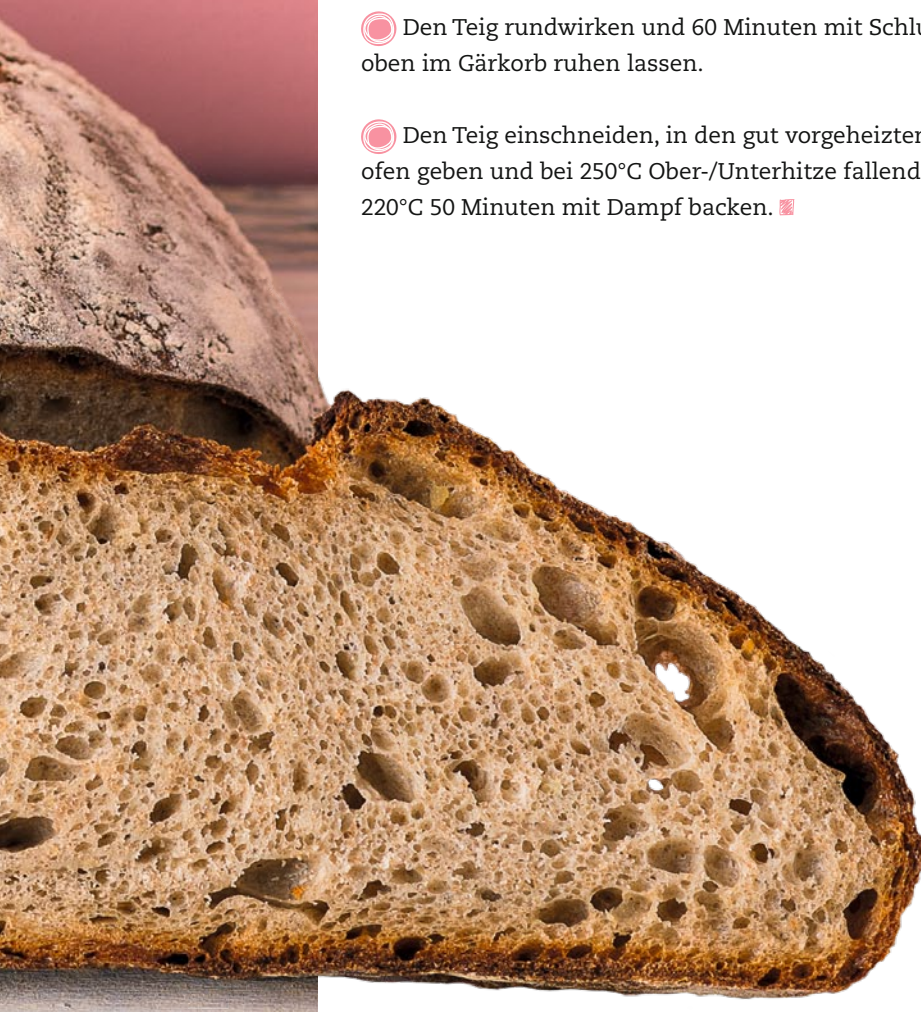 Den Teig rundwirken und 60 Minuten mit
oben im Gärkorb ruhen lassen.
Den Teig einschneiden, in den gut
ofen geben und bei 250°C Ober-/Unterhitze fallend
220°C 50 Minuten mit Dampf backen.